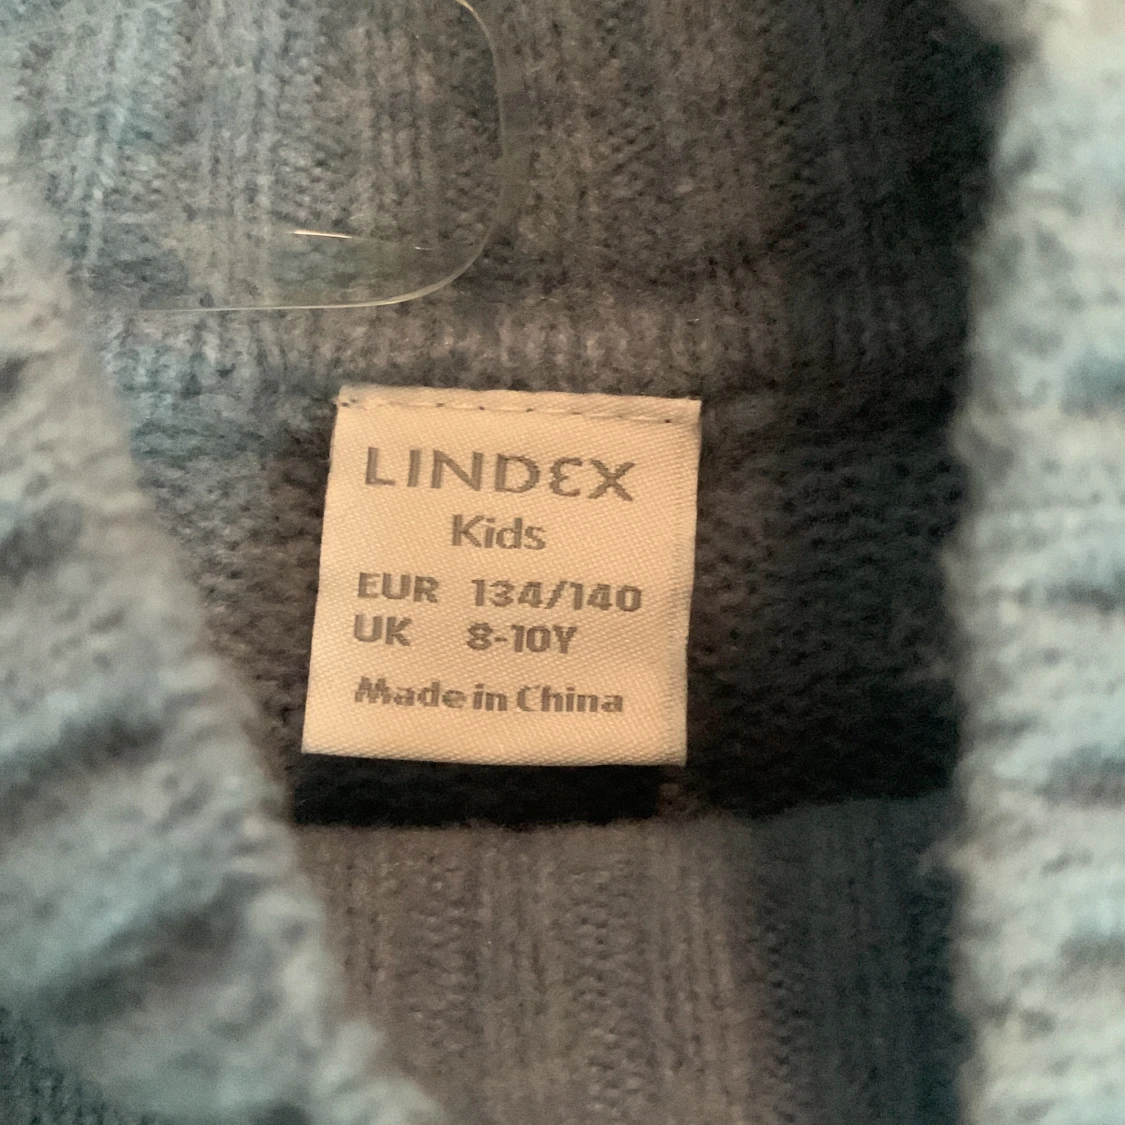 LINDEX
Kids
EUR 134/140
UK 8-10Y
Made in China